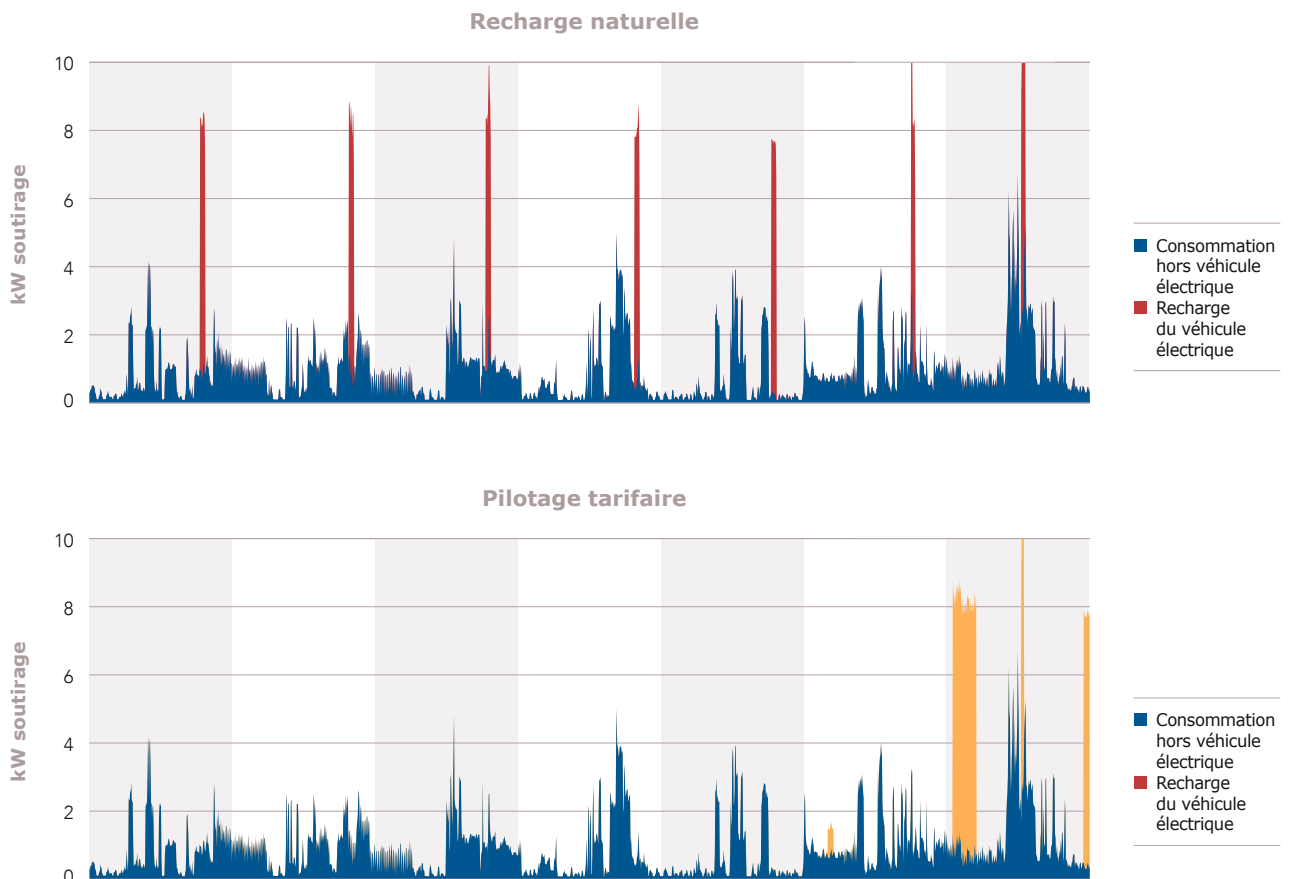 Recharge naturelle
10
8
6
4
2
0
kW soutirage
Consommation
hors véhicule
électrique
Recharge
du véhicule
électrique
Pilotage tarifaire
10
8
6
4
2
0
kW soutirage
Consommation
hors véhicule
électrique
Recharge
du véhicule
électrique